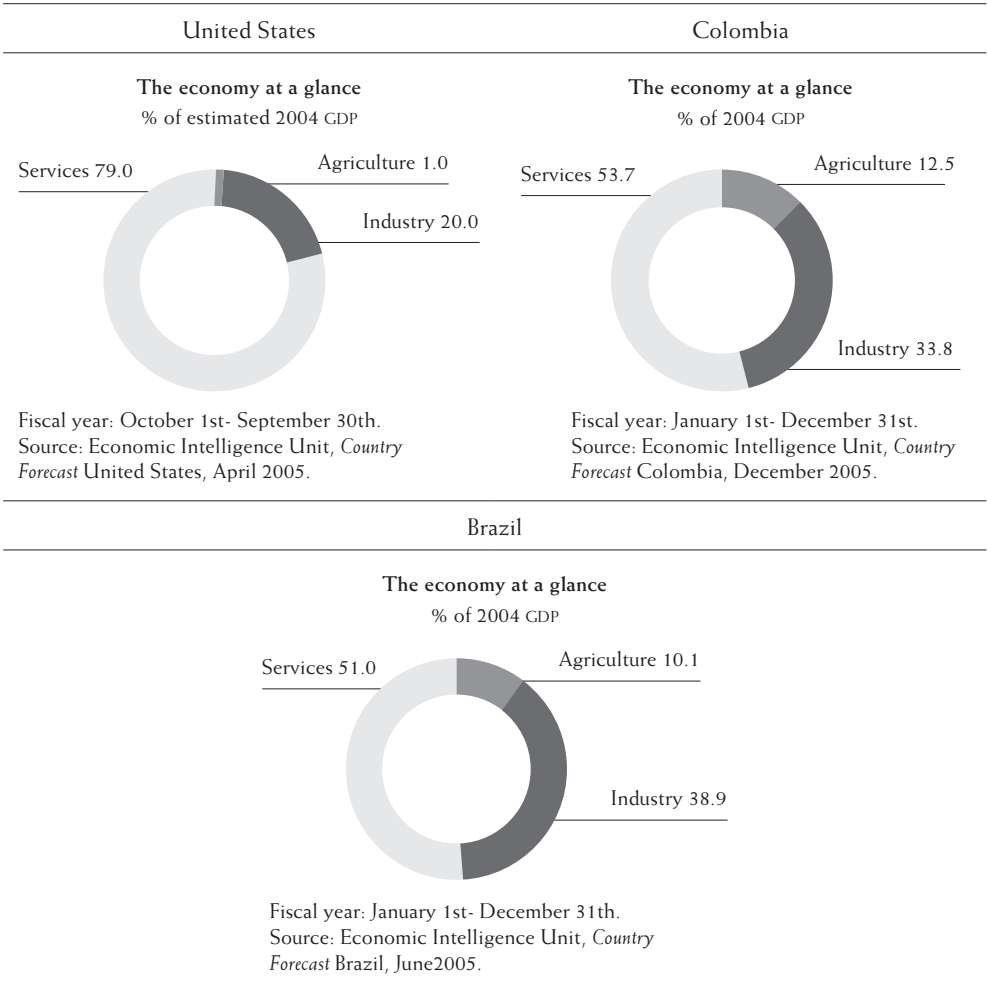 United States
The economy at a glance
% of estimated 2004 GDP
Services 79.0
Agriculture 1.0
Industry 20.0
Fiscal year: October 1st- September 30th.
Source: Economic Intelligence Unit, Country
Forecast United States, April 2005.
Colombia
The economy at a glance
% of 2004 GDP
Services 53.7
Agriculture 12.5
Industry 33.8
Fiscal year: January 1st- December 31st.
Source: Economic Intelligence Unit, Country
Forecast Colombia, December 2005.
Brazil
The economy at a glance
% of 2004 GDP
Services 51.0
Agriculture 10.1
Industry 38.9
Fiscal year: January 1st- December 31th.
Source: Economic Intelligence Unit, Country
Forecast Brazil, June2005.